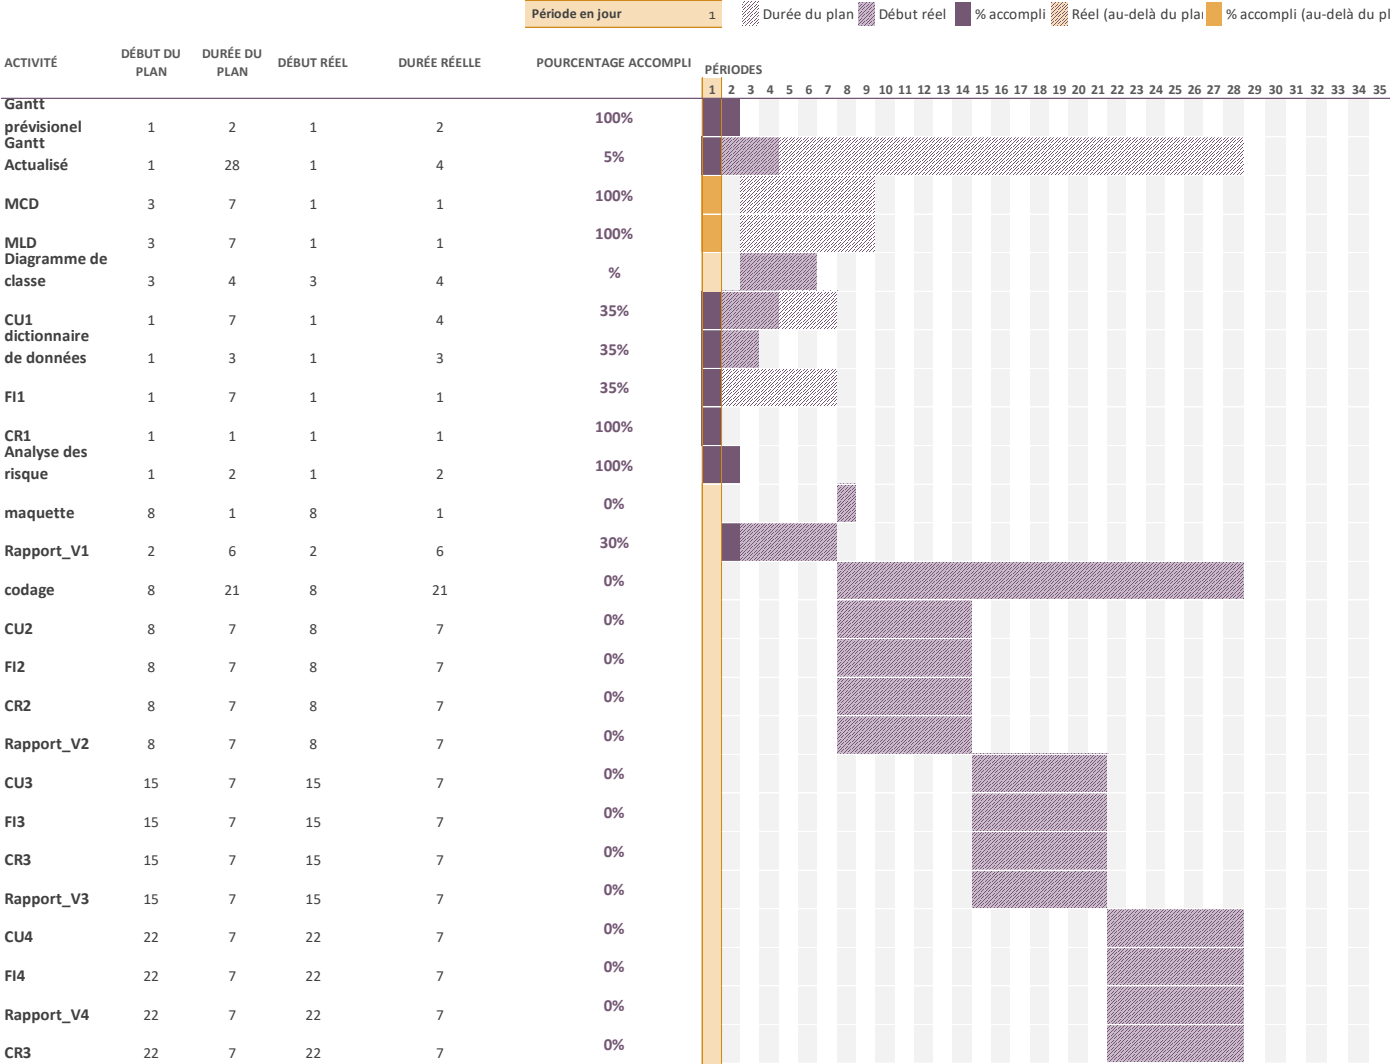 Période en jour 1 Durée du plan Début réel % accompli Réel (au-delà du plan % accompli (au-delà du pl
ACTIVITÉ DÉBUT DU PLAN DURÉE DU PLAN DÉBUT RÉEL DURÉE RÉELLE POURCENTAGE ACCOMPLI PÉRIODES
1 2 3 4 5 6 7 8 9 10 11 12 13 14 15 16 17 18 19 20 21 22 23 24 25 26 27 28 29 30 31 32 33 34 35
Gantt prévisionel 1 2 1 2 100%
Gantt Actualisé 1 28 1 4 5%
MCD 3 7 1 1 100%
MLD 3 7 1 1 100%
Diagramme de classe 3 4 3 4 %
CU1 1 7 1 4 35%
dictionnaire de données 1 3 1 3 35%
FI1 1 7 1 1 35%
CR1 1 1 1 1 100%
Analyse des risque 1 2 1 2 100%
maquette 8 1 8 1 0%
Rapport_V1 2 6 2 6 30%
codage 8 21 8 21 0%
CU2 8 7 8 7 0%
FI2 8 7 8 7 0%
CR2 8 7 8 7 0%
Rapport_V2 8 7 8 7 0%
CU3 15 7 15 7 0%
FI3 15 7 15 7 0%
CR3 15 7 15 7 0%
Rapport_V3 15 7 15 7 0%
CU4 22 7 22 7 0%
FI4 22 7 22 7 0%
Rapport_V4 22 7 22 7 0%
CR3 22 7 22 7 0%